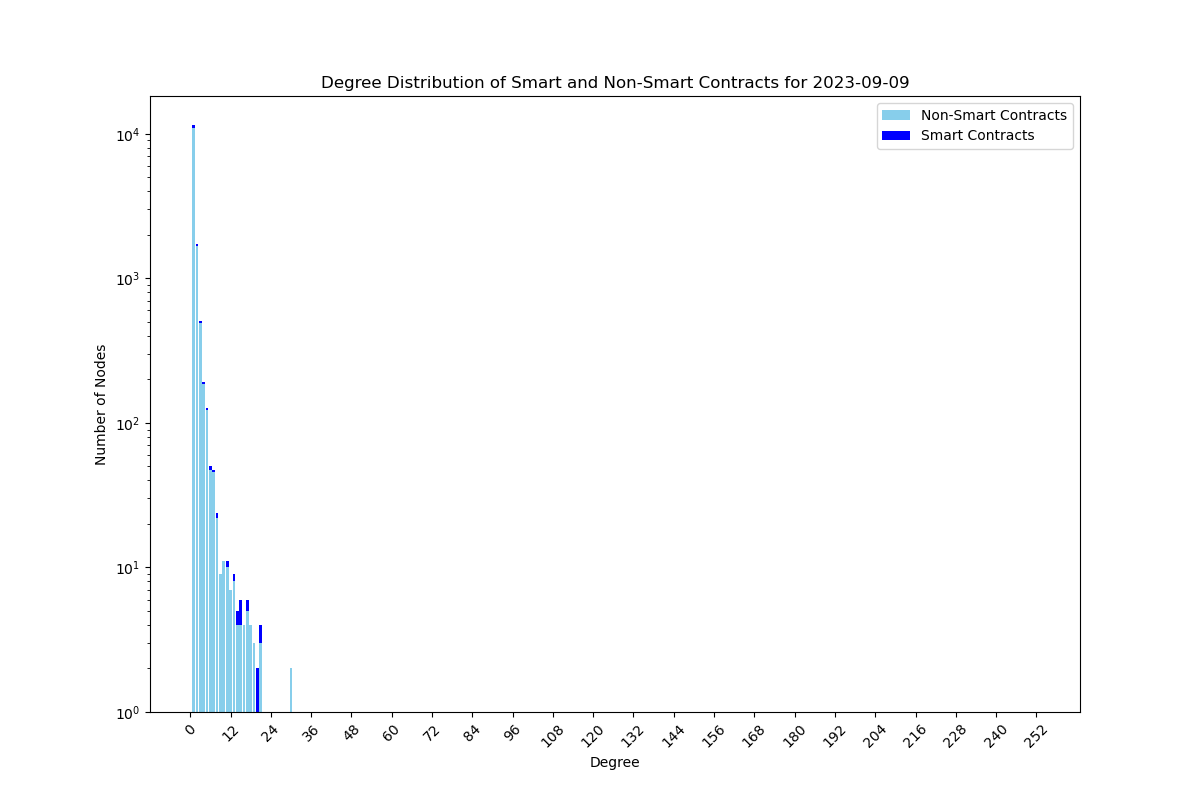 Degree Distribution of Smart and Non-Smart Contracts for 2023-09-09
Non-Smart Contracts
Smart Contracts
Number of Nodes
10^4
10^3
10^2
10^1
10^0
0 12 24 36 48 60 72 84 96 108 120 132 144 156 168 180 192 204 216 228 240 252
Degree